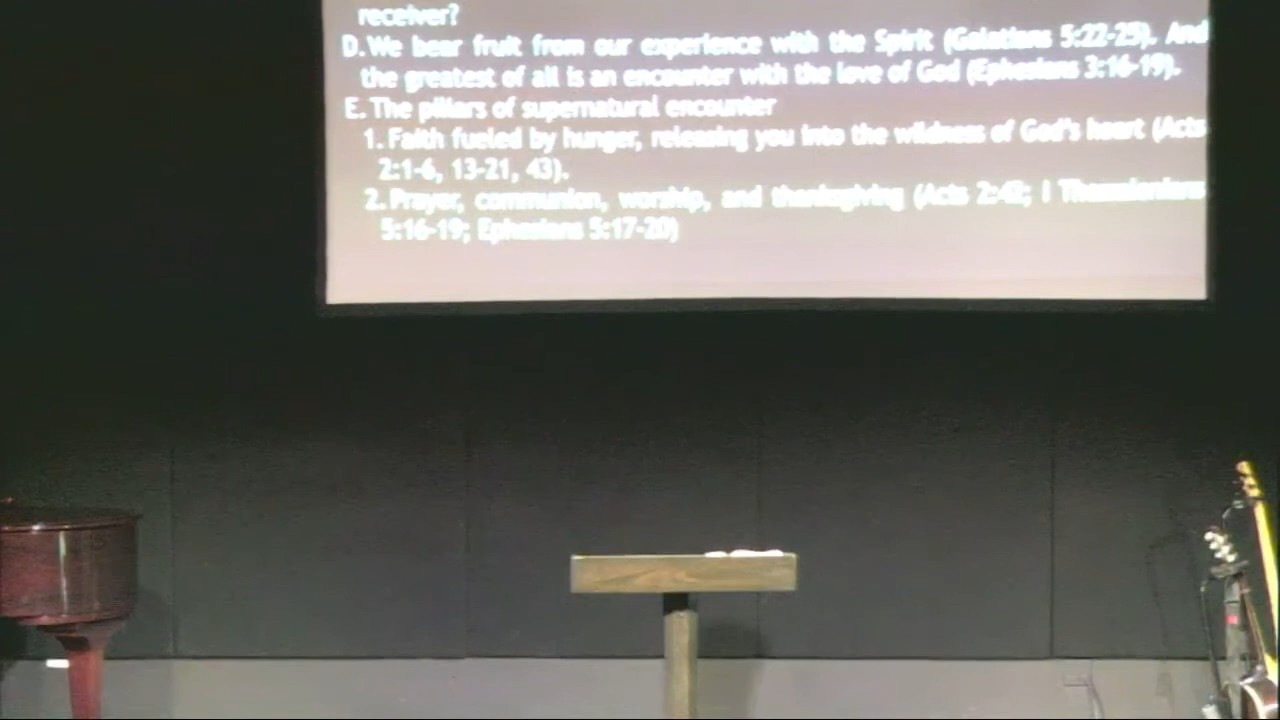 receiver?
D. We bear fruit from our experience with the Spirit (Galatians 5:22-25). And
the greatest of all is an encounter with the love of God (Ephesians 3:16-19).
E. The pillars of supernatural encounter
1. Faith fueled by hunger, releasing you into the wildness of God's heart (Acts
2:1-6, 13-21, 43).
2. Prayer, communion, worship, and thanksgiving (Acts 2:42; I Thessalonians
5:16-19; Ephesians 5:17-20)